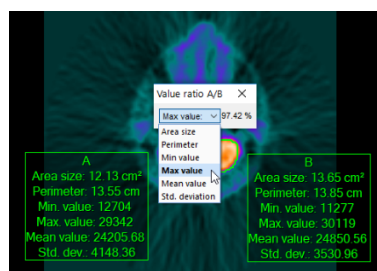 Value ratio A/B
Max value: 97.42 %
Area size
Perimeter
Min value
Max value
Mean value
Std. deviation
A
Area size: 12.13 cm²
Perimeter: 13.55 cm
Min. value: 12704
Max. value: 29342
Mean value: 24205.68
Std. dev.: 4148.36
B
Area size: 13.65 cm²
Perimeter: 13.85 cm
Min. value: 11277
Max. value: 30119
Mean value: 24850.56
Std. dev.: 3530.96